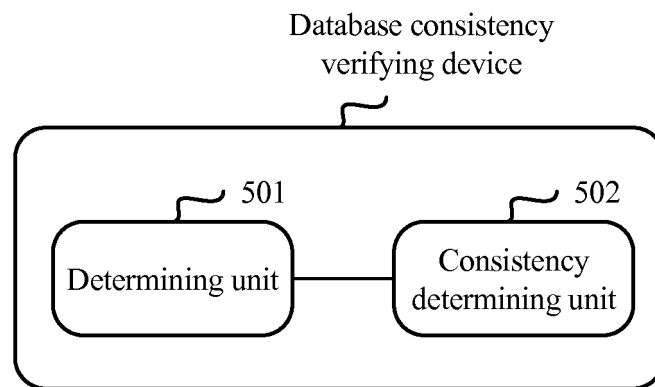 Database consistency
verifying device
501
502
Determining unit
Consistency
determining unit